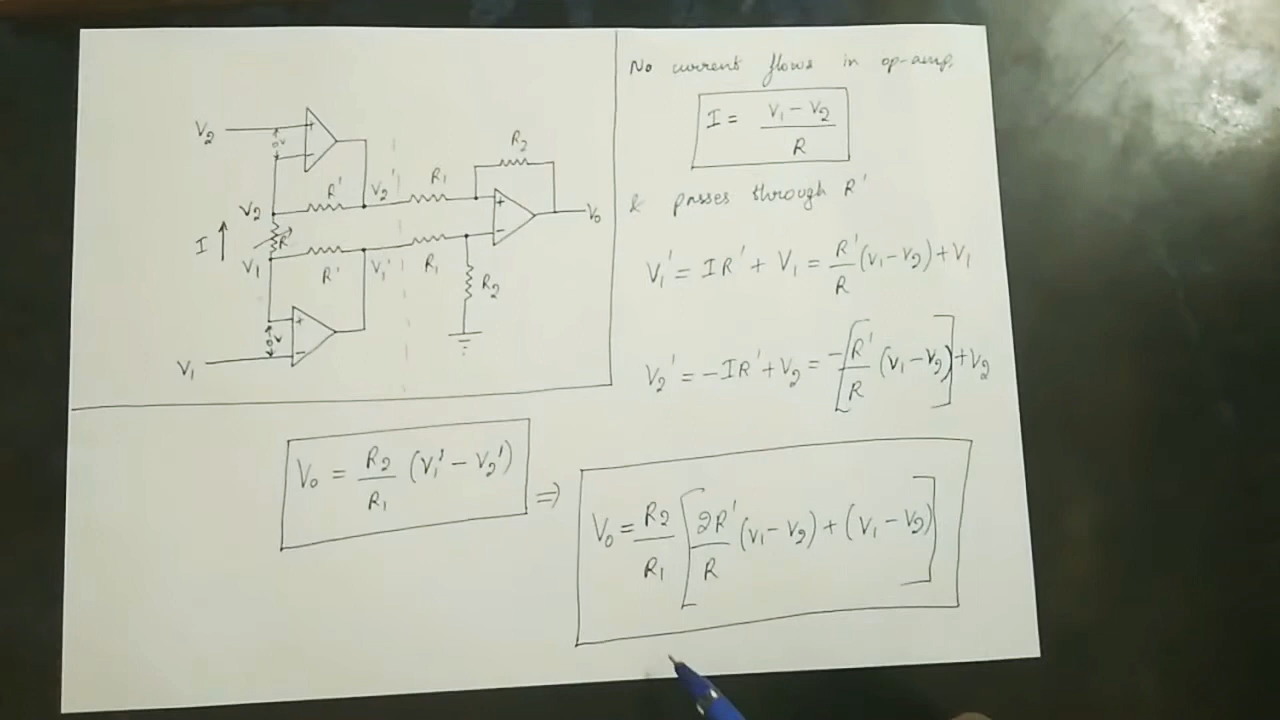 V₂
+
0V
-
R'
V₂'
R₁
R₂
+
-
V₀
V₂
I
R
V₁
R'
V₁'
R₁
R₂
+
0V
-
V₁
No current flows in op-amp.
I = (V₁ - V₂)/R
& passes through R'
V₁' = IR' + V₁ = R'/R (V₁ - V₂) + V₁
V₂' = -IR' + V₂ = -[R'/R (V₁ - V₂)] + V₂
V₀ = R₂/R₁ (V₁' - V₂')
⇒ V₀ = R₂/R₁ [2R'/R (V₁ - V₂) + (V₁ - V₂)]